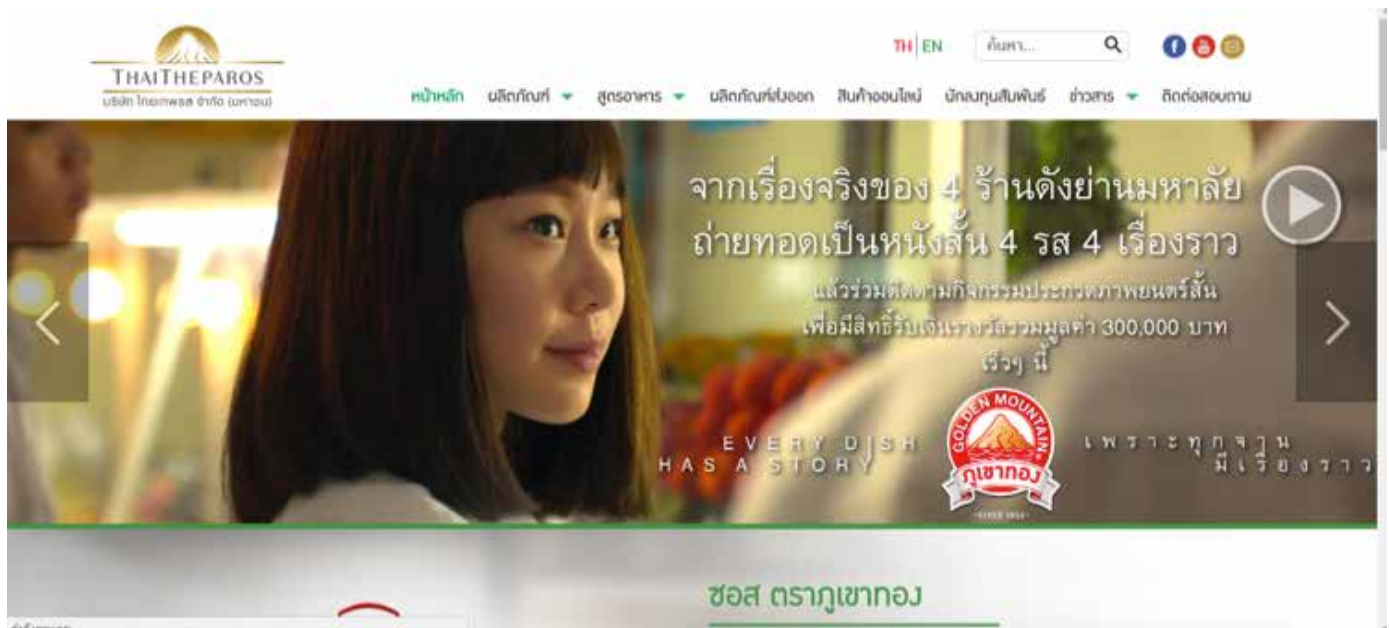 TH EN
ค้นหา...
THAITHEPAROS
บริษัท ไทยเทพรส จำกัด (มหาชน)
หน้าหลัก ผลิตภัณฑ์ สูตรอาหาร ผลิตภัณฑ์ส่งออก สินค้าออนไลน์ นักลงทุนสัมพันธ์ ข่าวสาร ติดต่อสอบถาม
จากเรื่องจริงของ 4 ร้านดังย่านมหาลัย
ถ่ายทอดเป็นหนังสั้น 4 รส 4 เรื่องราว
แล้วร่วมติดตามกิจกรรมประกวดภาพยนตร์สั้น
เพื่อมีสิทธิ์รับเงินรางวัลรวมมูลค่า 300,000 บาท
เร็วๆ นี้
EVERY DISH
HAS A STORY
GOLDEN MOUNTAIN
ภูเขาทอง
SINCE 1954
เพราะทุกจาน
มีเรื่องราว
ซอส ตราภูเขาทอง